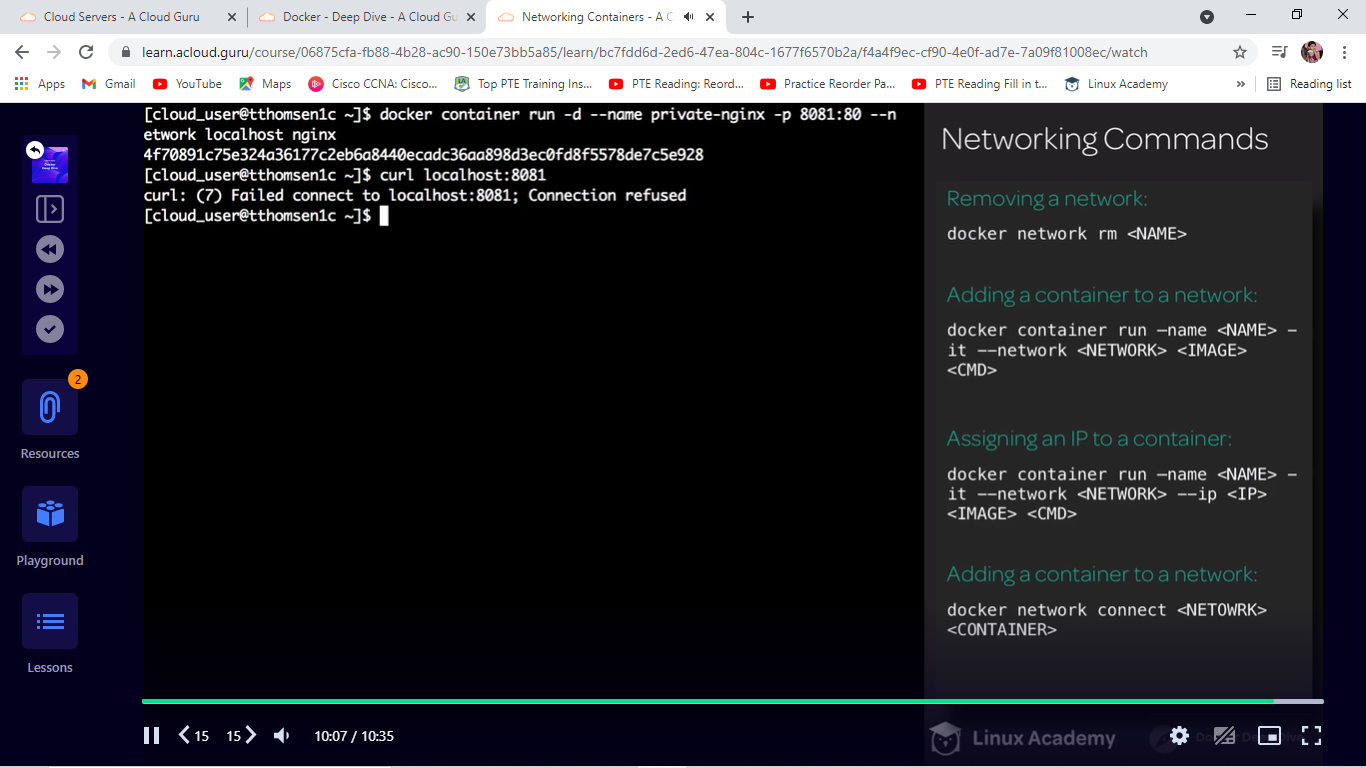 Cloud Servers - A Cloud Guru
Docker - Deep Dive - A Cloud Gu
Networking Containers - A C
learn.acloud.guru/course/06875cfa-fb88-4b28-ac90-150e73bb5a85/learn/bc7fdd6d-2ed6-47ea-804c-1677f6570b2a/f4a4f9ec-cf90-4e0f-ad7e-7a09f81008ec/watch
Apps
Gmail
YouTube
Maps
Cisco CCNA: Cisco...
Top PTE Training Ins...
PTE Reading: Reord...
Practice Reorder Pa...
PTE Reading Fill in t...
Linux Academy
»
Reading list
[cloud_user@tthomsen1c ~]$ docker container run -d --name private-nginx -p 8081:80 --n
etwork localhost nginx
4f70891c75e324a36177c2eb6a8440ecadc36aa898d3ec0fd8f5578de7c5e928
[cloud_user@tthomsen1c ~]$ curl localhost:8081
curl: (7) Failed connect to localhost:8081; Connection refused
[cloud_user@tthomsen1c ~]$
2
Resources
Playground
Lessons
Networking Commands
Removing a network:
docker network rm <NAME>
Adding a container to a network:
docker container run —name <NAME> –
it ––network <NETWORK> <IMAGE>
<CMD>
Assigning an IP to a container:
docker container run —name <NAME> –
it ––network <NETWORK> --ip <IP>
<IMAGE> <CMD>
Adding a container to a network:
docker network connect <NETOWRK>
<CONTAINER>
15
15
10:07 / 10:35
Linux Academy